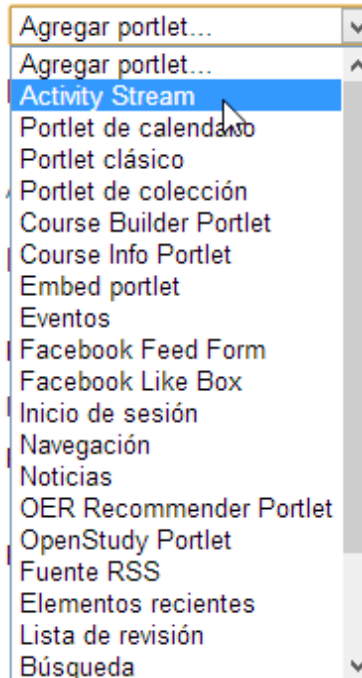 Agregar portlet...
Agregar portlet...
Activity Stream
Portlet de calendario
Portlet clásico
Portlet de colección
Course Builder Portlet
Course Info Portlet
Embed portlet
Eventos
Facebook Feed Form
Facebook Like Box
Inicio de sesión
Navegación
Noticias
OER Recommender Portlet
OpenStudy Portlet
Fuente RSS
Elementos recientes
Lista de revisión
Búsqueda